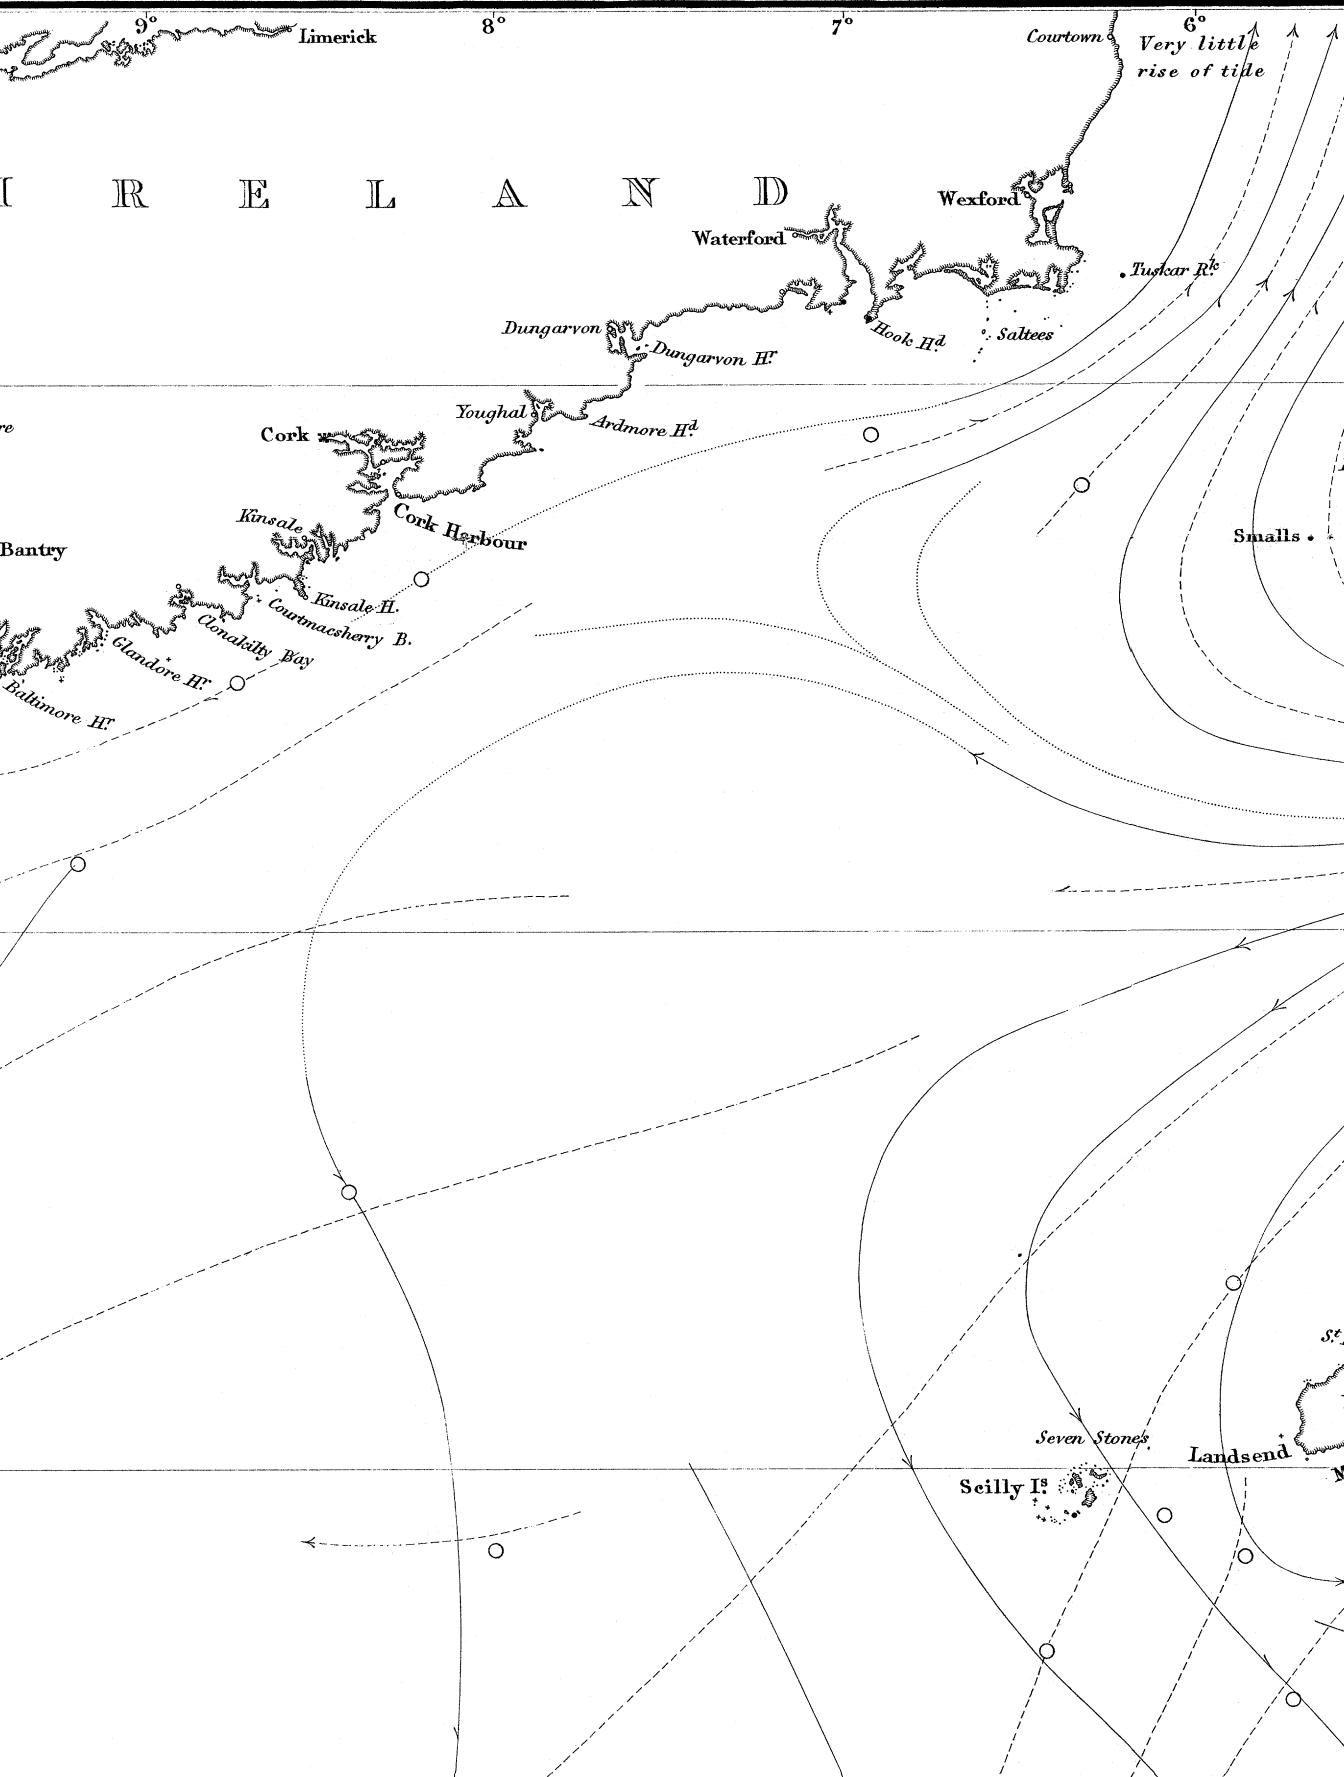 9° 8° 7° 6°
Limerick
Courtown
Very little
rise of tide
I R E L A N D
Wexford
Waterford
Tuskar Rk.
Dungarvon
Hook Hd.
Saltees
Dungarvon Hr.
Youghal
Ardmore Hd.
re
Cork
Cork Harbour
Kinsale
Smalls
Bantry
Kinsale H.
Courtmacsherry B.
Clonakilty Bay
Glandore Hr.
Baltimore Hr.
St.
Seven Stones
Landsend
Scilly Is.